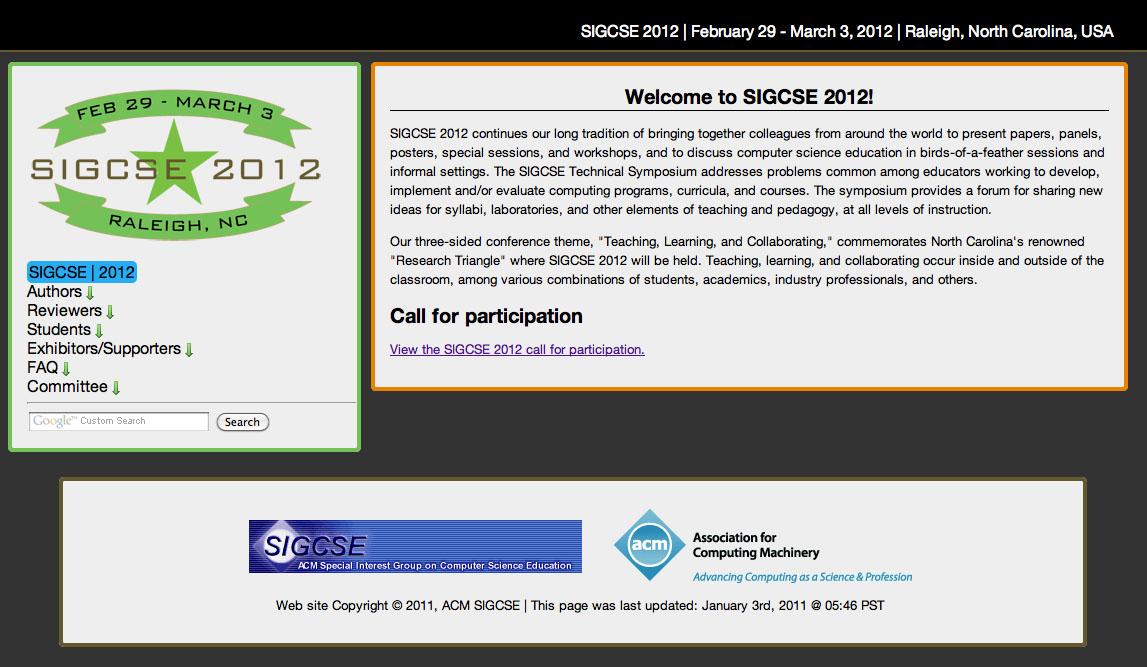 SIGCSE 2012 | February 29 - March 3, 2012 | Raleigh, North Carolina, USA
FEB 29 - MARCH 3
SIGCSE 2012
RALEIGH, NC
SIGCSE | 2012
Authors
Reviewers
Students
Exhibitors/Supporters
FAQ
Committee
Google™ Custom Search
Search
Welcome to SIGCSE 2012!
SIGCSE 2012 continues our long tradition of bringing together colleagues from around the world to present papers, panels,
posters, special sessions, and workshops, and to discuss computer science education in birds-of-a-feather sessions and
informal settings. The SIGCSE Technical Symposium addresses problems common among educators working to develop,
implement and/or evaluate computing programs, curricula, and courses. The symposium provides a forum for sharing new
ideas for syllabi, laboratories, and other elements of teaching and pedagogy, at all levels of instruction.
Our three-sided conference theme, "Teaching, Learning, and Collaborating," commemorates North Carolina's renowned
"Research Triangle" where SIGCSE 2012 will be held. Teaching, learning, and collaborating occur inside and outside of the
classroom, among various combinations of students, academics, industry professionals, and others.
Call for participation
View the SIGCSE 2012 call for participation.
SIGCSE
ACM Special Interest Group on Computer Science Education
acm
Association for
Computing Machinery
Advancing Computing as a Science & Profession
Web site Copyright © 2011, ACM SIGCSE | This page was last updated: January 3rd, 2011 @ 05:46 PST